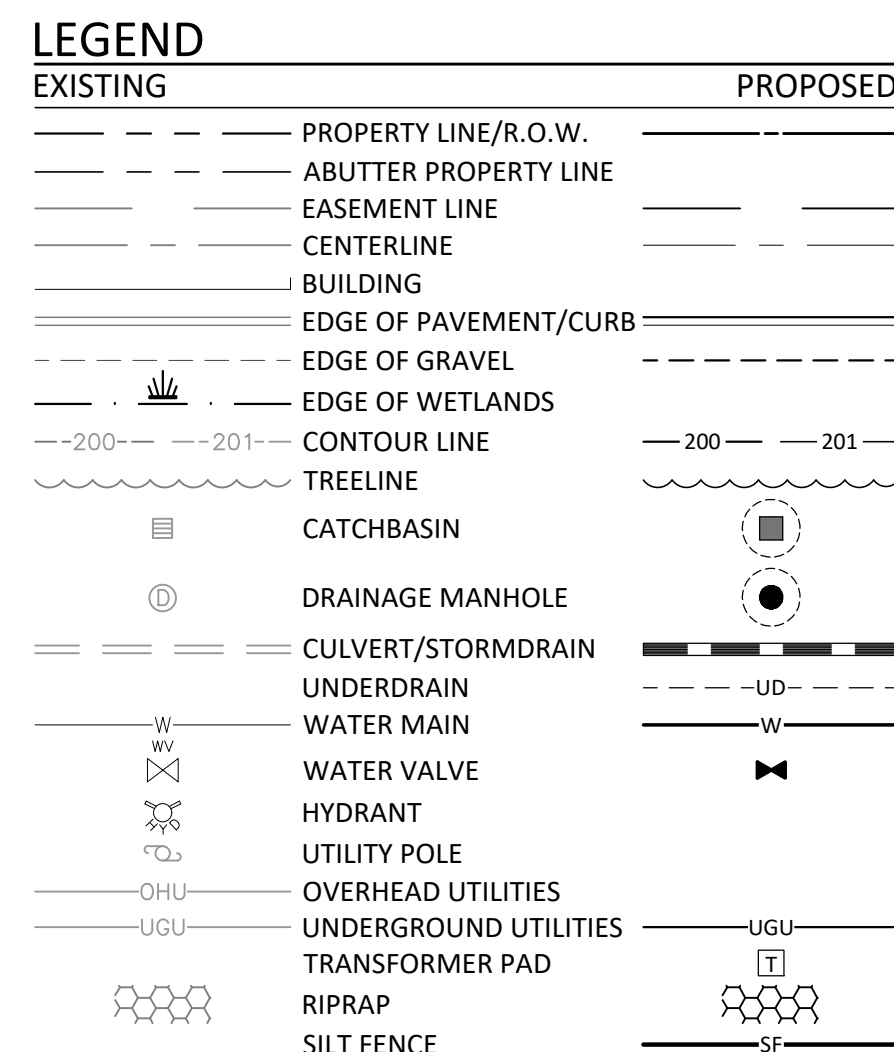 LEGEND
EXISTING PROPOSED
PROPERTY LINE/R.O.W.
ABUTTER PROPERTY LINE
EASEMENT LINE
CENTERLINE
BUILDING
EDGE OF PAVEMENT/CURB
EDGE OF GRAVEL
EDGE OF WETLANDS
200 201 CONTOUR LINE 200 201
TREELINE
CATCHBASIN
D DRAINAGE MANHOLE
CULVERT/STORMDRAIN
UNDERDRAIN UD
W WATER MAIN W
WV
WATER VALVE
HYD HYDRANT
UTILITY POLE
OHU OVERHEAD UTILITIES
UGU UNDERGROUND UTILITIES UGU
TRANSFORMER PAD T
RIPRAP
SILT FENCE SF